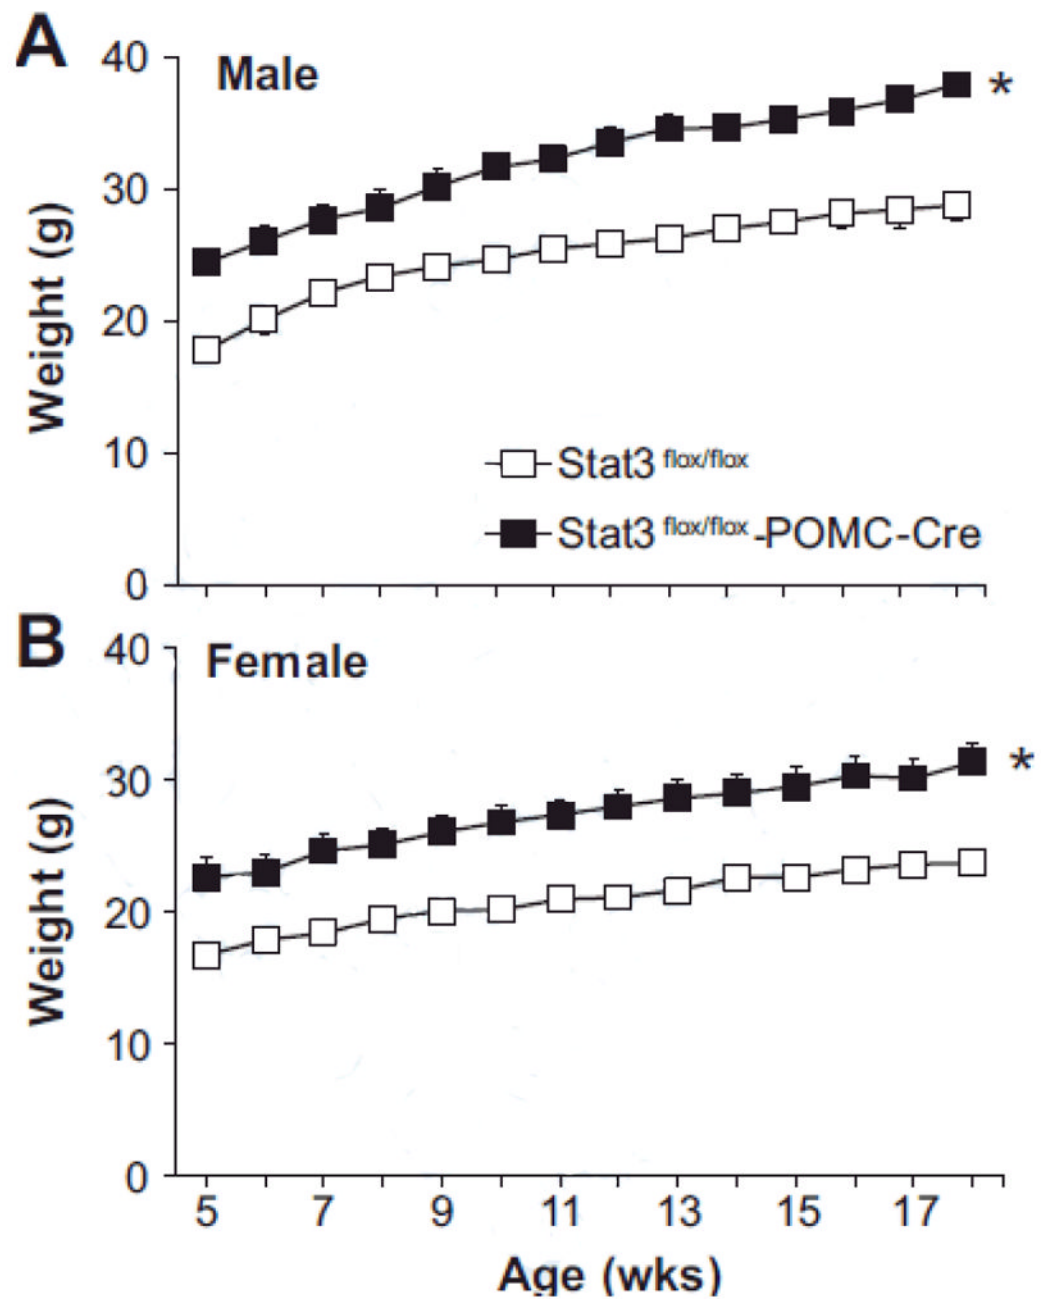 A
Male
40
30
20
10
0
Weight (g)
*
Stat3 flox/flox
Stat3 flox/flox -POMC-Cre
B
Female
40
30
20
10
0
Weight (g)
*
5 7 9 11 13 15 17
Age (wks)